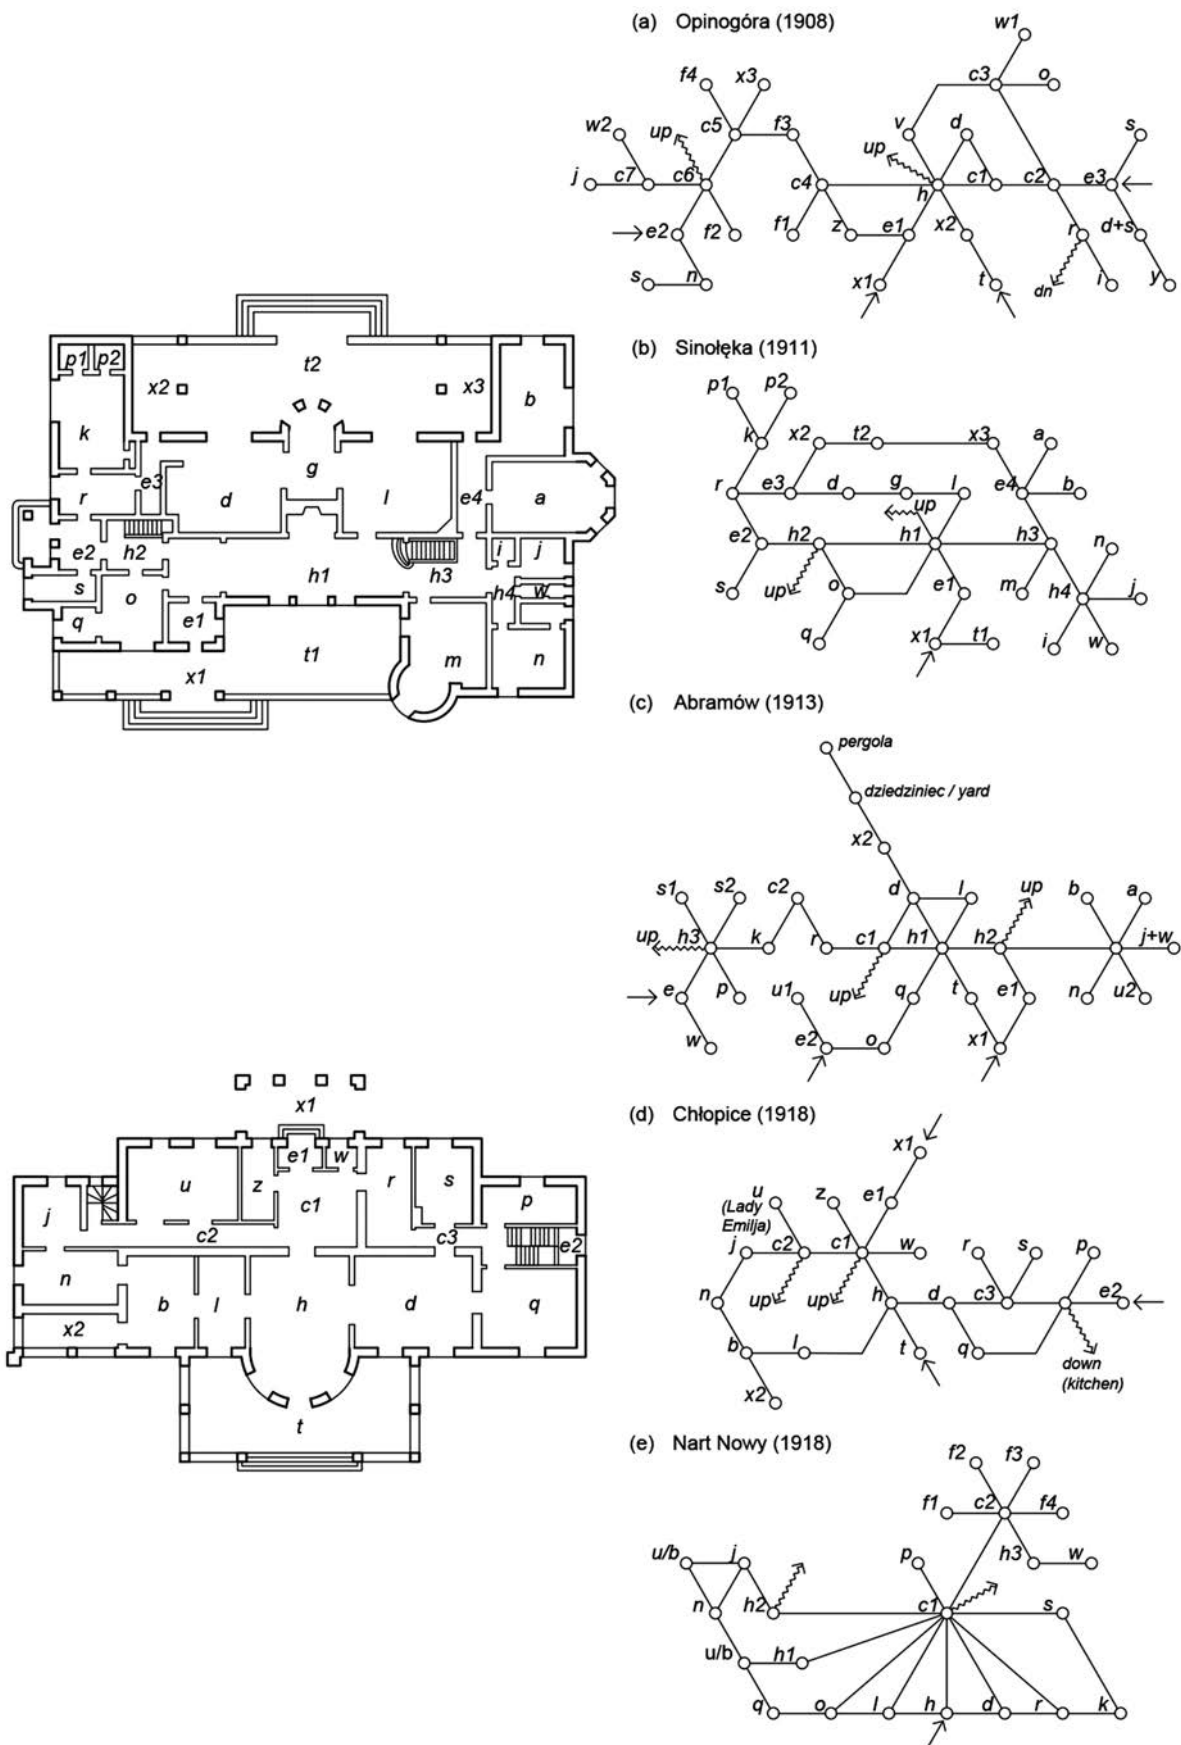 (a) Opinogóra (1908)
w1
f4 x3 c3 o
w2 up c5 f3 v d s
up
j c7 c6 c4 h c1 c2 e3
e2 f2 f1 z e1 x2 r d+s
s n x1 t dn i y
(b) Sinołęka (1911)
p1 p2
k x2 t2 x3 a
r e3 d g l e4 b
up
e2 h2 h1 h3 n
s up o e1 m h4 j
q x1 t1 i w
p1 p2 t2
x2 x3 b
k
g
r e3 d l e4 a
e2 h2 i j
s h1 h3
o h4 w
q e1
t1 m n
x1
(c) Abramów (1913)
pergola
dziedziniec / yard
x2
s1 s2 c2 d l up b a
up h3 k r c1 h1 h2 j+w
e p u1 up q t e1 n u2
w e2 o x1
(d) Chłopice (1918)
x1
u
(Lady
Emilja)
z e1
j c2 c1 w r s p
n up up h d c3 e2
b l t q down
(kitchen)
x2
x1
e1 w
u z r s p
j c1
c2 c3 e2
n
b l h d q
x2
t
(e) Nart Nowy (1918)
f2 f3
f1 c2 f4
u/b j p h3 w
n h2 c1 s
u/b h1
q o l h d r k